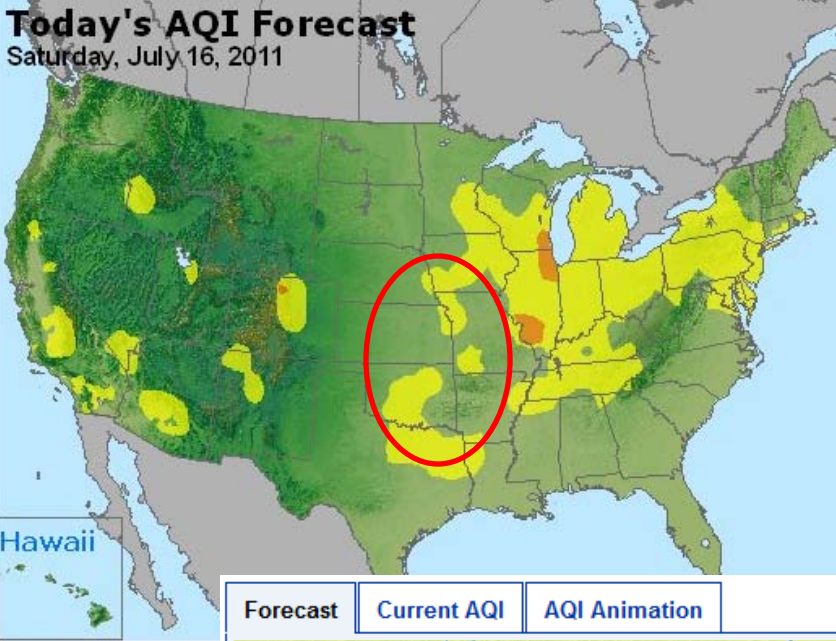 Today's AQI Forecast
Saturday, July 16, 2011
Hawaii
Forecast Current AQI AQI Animation